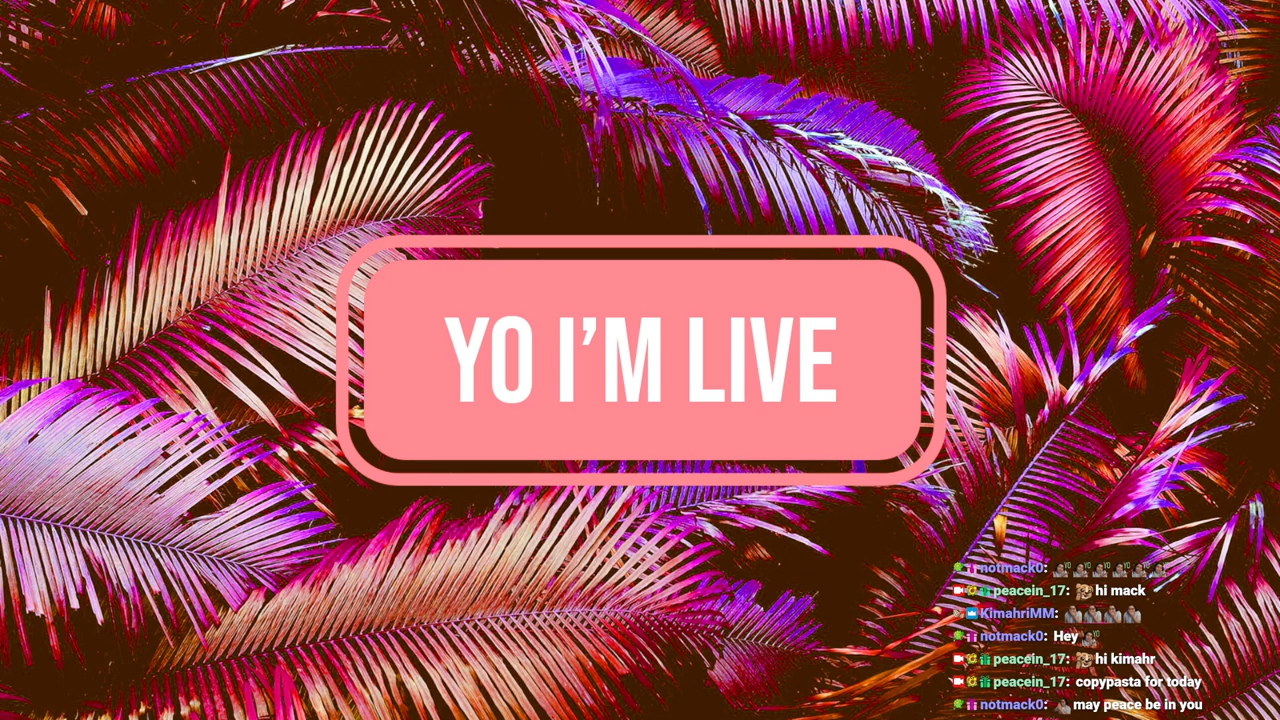 YO I’M LIVE
notmack0:
peacein_17: hi mack
KimahriMM:
notmack0: Hey
peacein_17: hi kimahr
peacein_17: copypasta for today
notmack0: may peace be in you